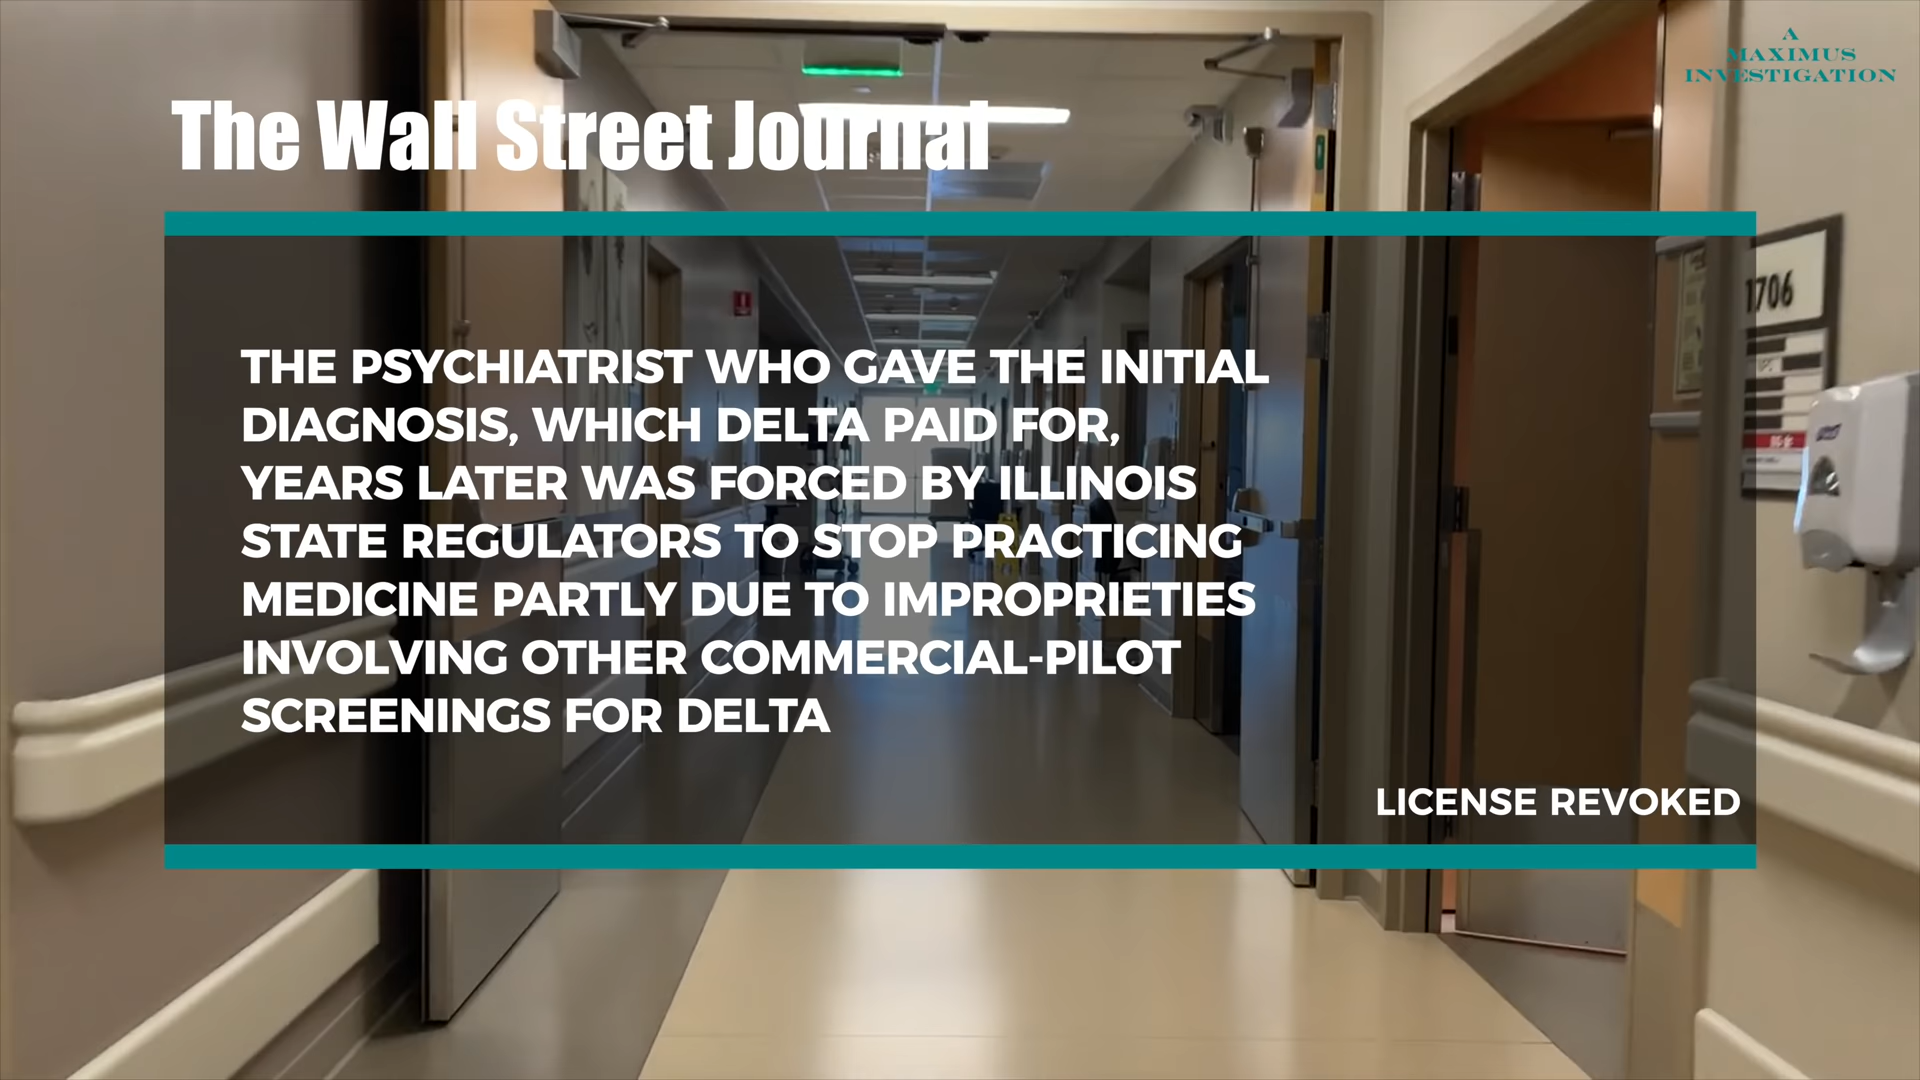 A
MAXIMUS
INVESTIGATION
The Wall Street Journal
THE PSYCHIATRIST WHO GAVE THE INITIAL
DIAGNOSIS, WHICH DELTA PAID FOR,
YEARS LATER WAS FORCED BY ILLINOIS
STATE REGULATORS TO STOP PRACTICING
MEDICINE PARTLY DUE TO IMPROPRIETIES
INVOLVING OTHER COMMERCIAL-PILOT
SCREENINGS FOR DELTA
LICENSE REVOKED
1706